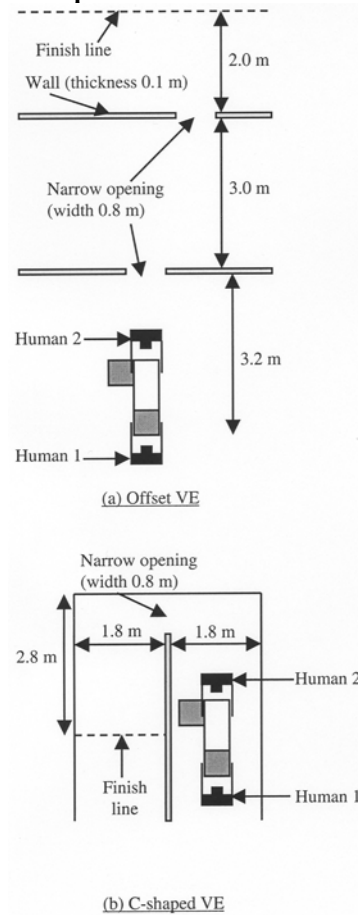 Finish line
2.0 m
Wall (thickness 0.1 m)
Narrow opening
(width 0.8 m)
3.0 m
Human 2
3.2 m
Human 1
(a) Offset VE
Narrow opening
(width 0.8 m)
1.8 m
1.8 m
2.8 m
Human 2
Finish
line
Human 1
(b) C-shaped VE